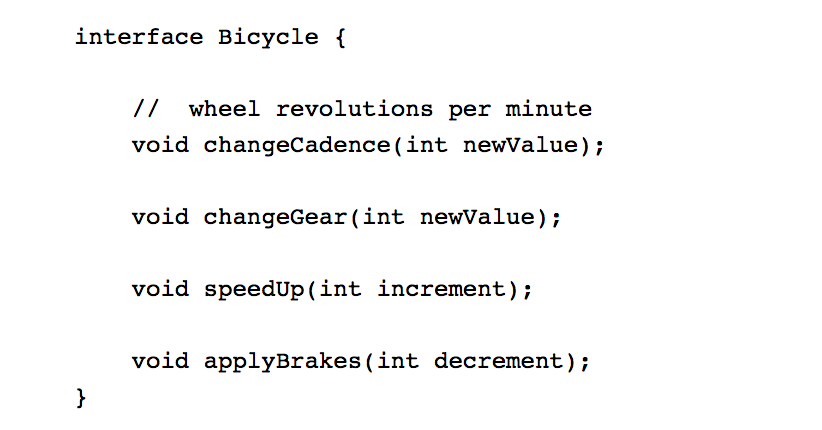 interface Bicycle {
//  wheel revolutions per minute
void changeCadence(int newValue);
void changeGear(int newValue);
void speedUp(int increment);
void applyBrakes(int decrement);
}